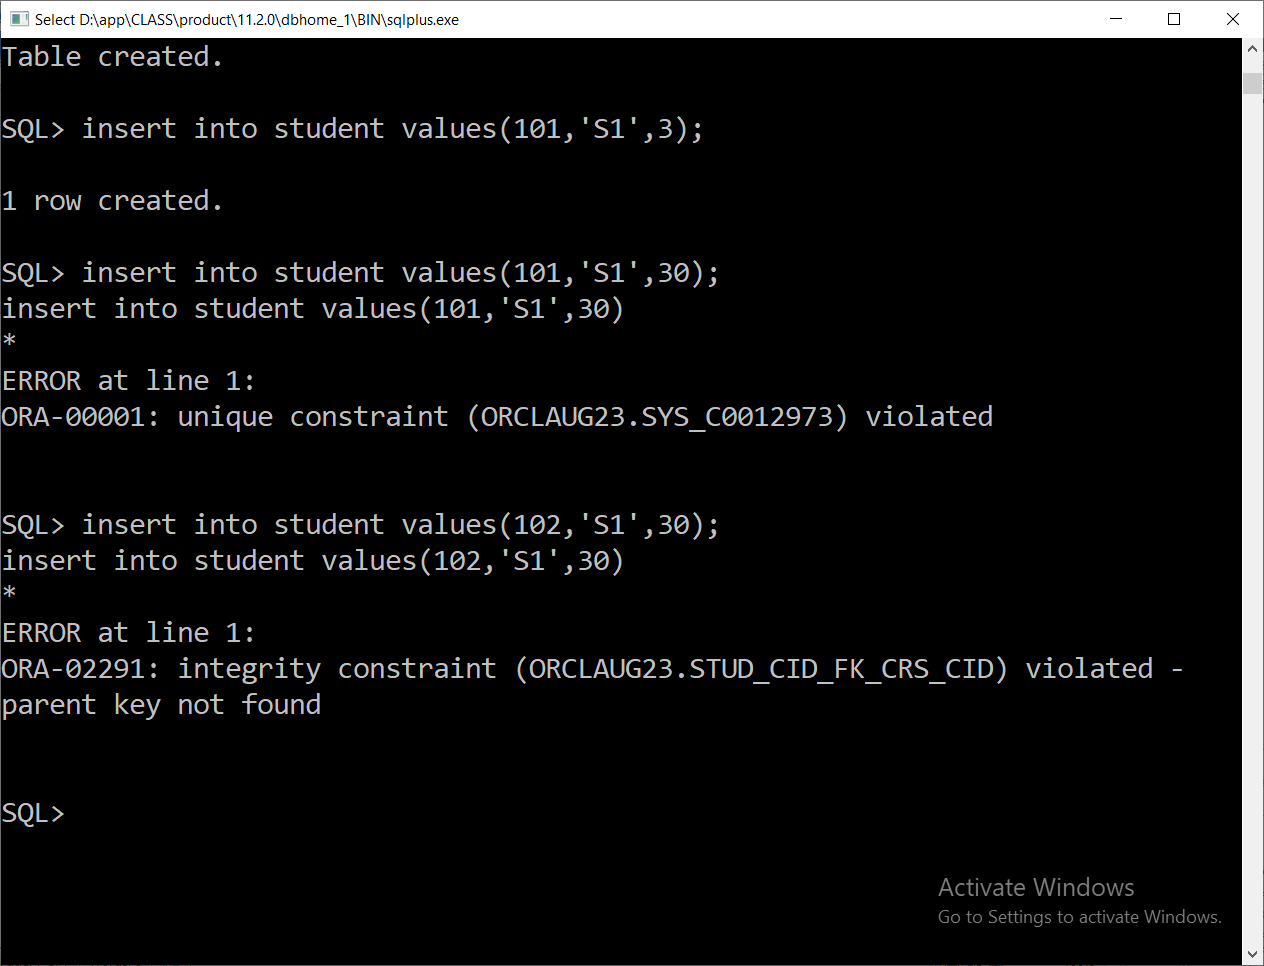 Select D:\app\CLASS\product\11.2.0\dbhome_1\BIN\sqlplus.exe
Table created.
SQL> insert into student values(101,'S1',3);
1 row created.
SQL> insert into student values(101,'S1',30);
insert into student values(101,'S1',30)
*
ERROR at line 1:
ORA-00001: unique constraint (ORCLAUG23.SYS_C0012973) violated
SQL> insert into student values(102,'S1',30);
insert into student values(102,'S1',30)
*
ERROR at line 1:
ORA-02291: integrity constraint (ORCLAUG23.STUD_CID_FK_CRS_CID) violated -
parent key not found
SQL>
Activate Windows
Go to Settings to activate Windows.